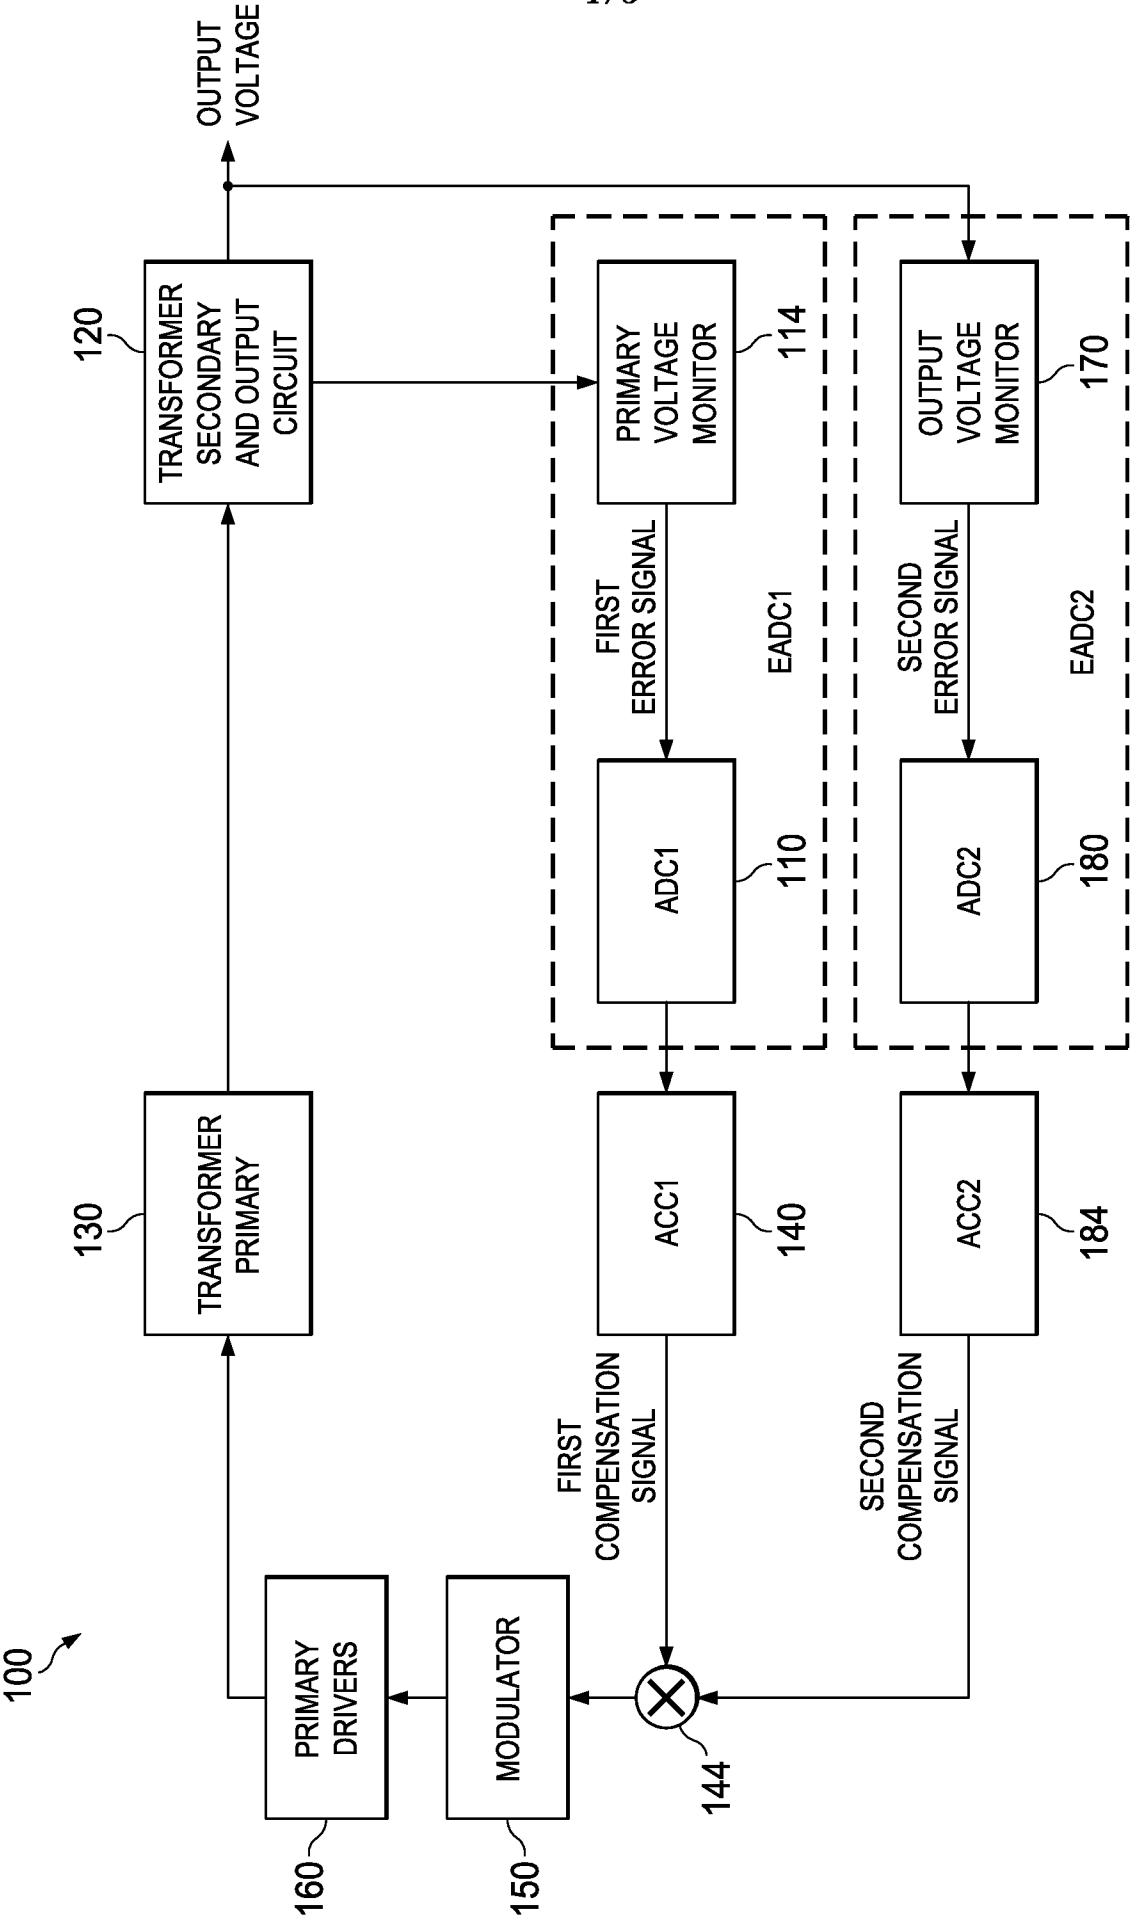 100
130
TRANSFORMER
PRIMARY
120
TRANSFORMER
SECONDARY
AND OUTPUT
CIRCUIT
OUTPUT
VOLTAGE
160
PRIMARY
DRIVERS
150
MODULATOR
144
FIRST
COMPENSATION
SIGNAL
ACC1
140
ADC1
110
FIRST
ERROR SIGNAL
EADC1
PRIMARY
VOLTAGE
MONITOR
114
SECOND
COMPENSATION
SIGNAL
ACC2
184
ADC2
180
SECOND
ERROR SIGNAL
EADC2
OUTPUT
VOLTAGE
MONITOR
170